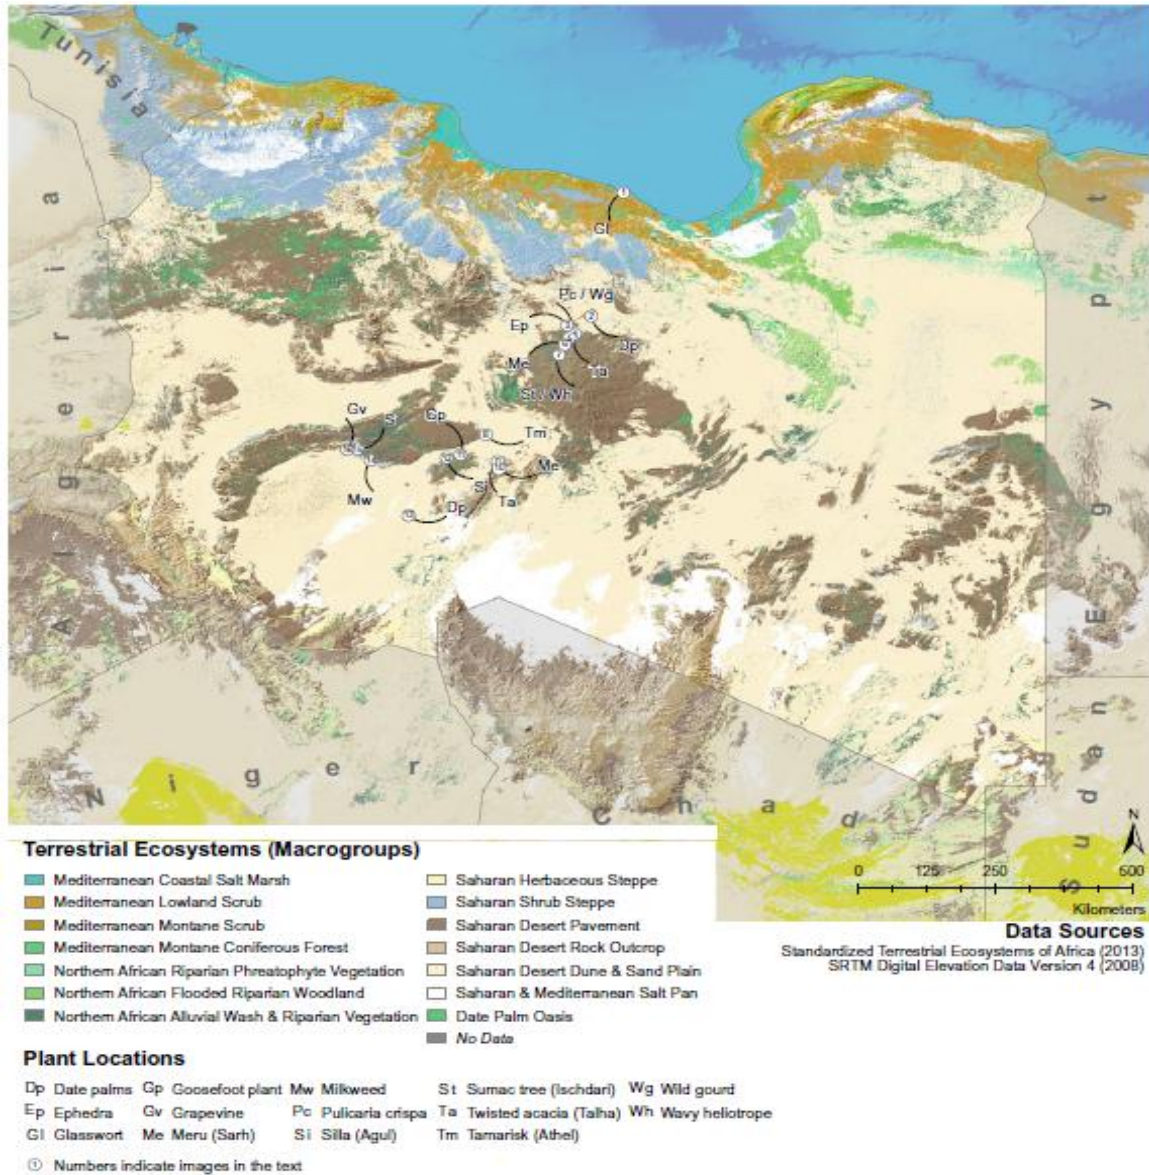 Tunisia
Algeria
Egypt
Niger
Chad
Sudan
1
Gl
Pc / Wg
2
Ep
3
Dp
Me
Ta
St / Wh
Gv
Si
Gp
Tm
Me
Mw
Si
Ta
Dp
N
0 125 250 500
Kilometers
Terrestrial Ecosystems (Macrogroups)
Mediterranean Coastal Salt Marsh
Mediterranean Lowland Scrub
Mediterranean Montane Scrub
Mediterranean Montane Coniferous Forest
Northern African Riparian Phreatophyte Vegetation
Northern African Flooded Riparian Woodland
Northern African Alluvial Wash & Riparian Vegetation
Saharan Herbaceous Steppe
Saharan Shrub Steppe
Saharan Desert Pavement
Saharan Desert Rock Outcrop
Saharan Desert Dune & Sand Plain
Saharan & Mediterranean Salt Pan
Date Palm Oasis
No Data
Data Sources
Standardized Terrestrial Ecosystems of Africa (2013)
SRTM Digital Elevation Data Version 4 (2008)
Plant Locations
Dp Date palms Gp Goosefoot plant Mw Milkweed St Sumac tree (Ischdari) Wg Wild gourd
Ep Ephedra Gv Grapevine Pc Pulicaria crispa Ta Twisted acacia (Talha) Wh Wavy heliotrope
Gl Glasswort Me Meru (Sarh) Si Silla (Agul) Tm Tamarisk (Athel)
① Numbers indicate images in the text